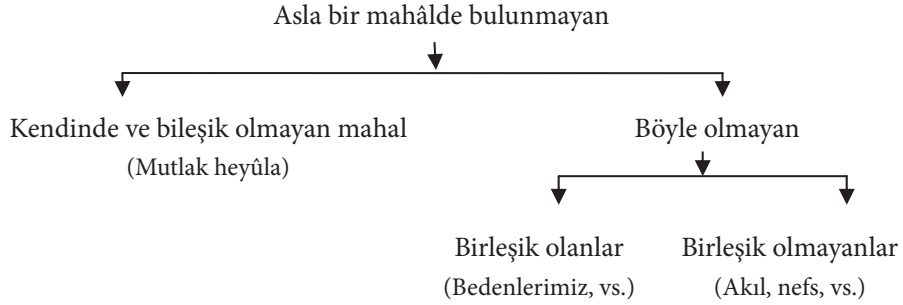 Asla bir mahâlde bulunmayan
Kendinde ve bileşik olmayan mahal
(Mutlak heyûla)
Böyle olmayan
Birleşik olanlar
(Bedenlerimiz, vs.)
Birleşik olmayanlar
(Akıl, nefs, vs.)